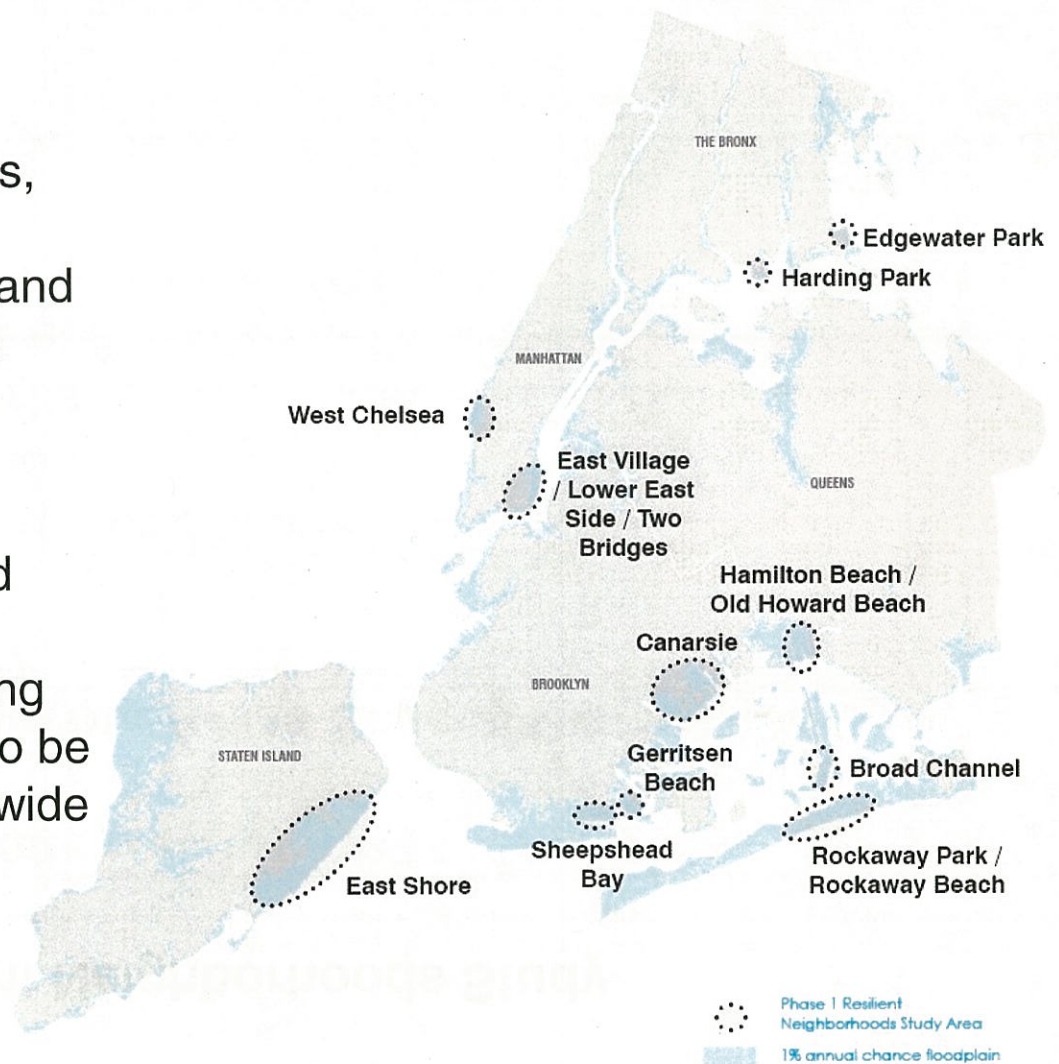 s,
and
d
ng
o be
wide
THE BRONX
Edgewater Park
Harding Park
MANHATTAN
West Chelsea
East Village
/ Lower East
Side / Two
Bridges
QUEENS
Hamilton Beach /
Old Howard Beach
Canarsie
BROOKLYN
Gerritsen
Beach
Broad Channel
STATEN ISLAND
Sheepshead
Bay
Rockaway Park /
Rockaway Beach
East Shore
Neighborhoods Study
Phase 1 Resilient
Neighborhoods Study Area
1% annual chance floodplain